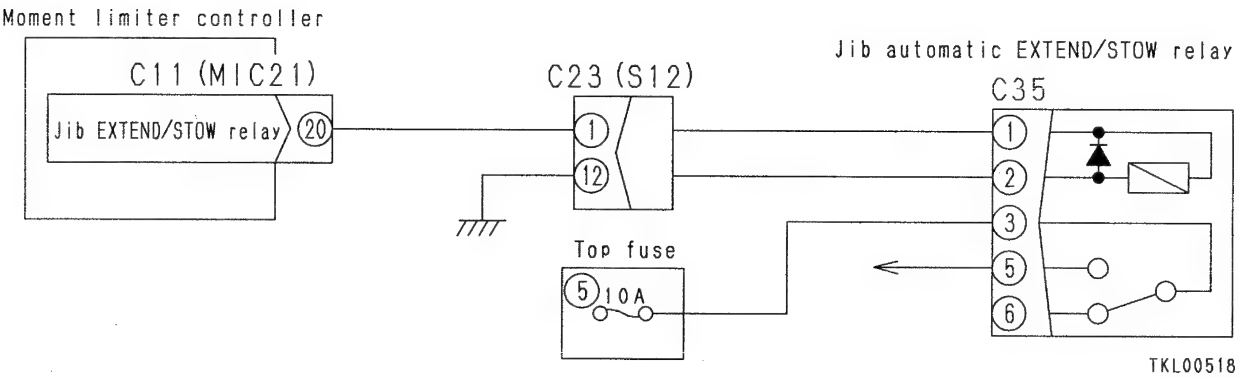 Moment limiter controller
C11 (MIC21)
Jib EXTEND/STOW relay
20
C23 (S12)
1
12
Top fuse
5
10A
Jib automatic EXTEND/STOW relay
C35
1
2
3
5
6
TKL00518